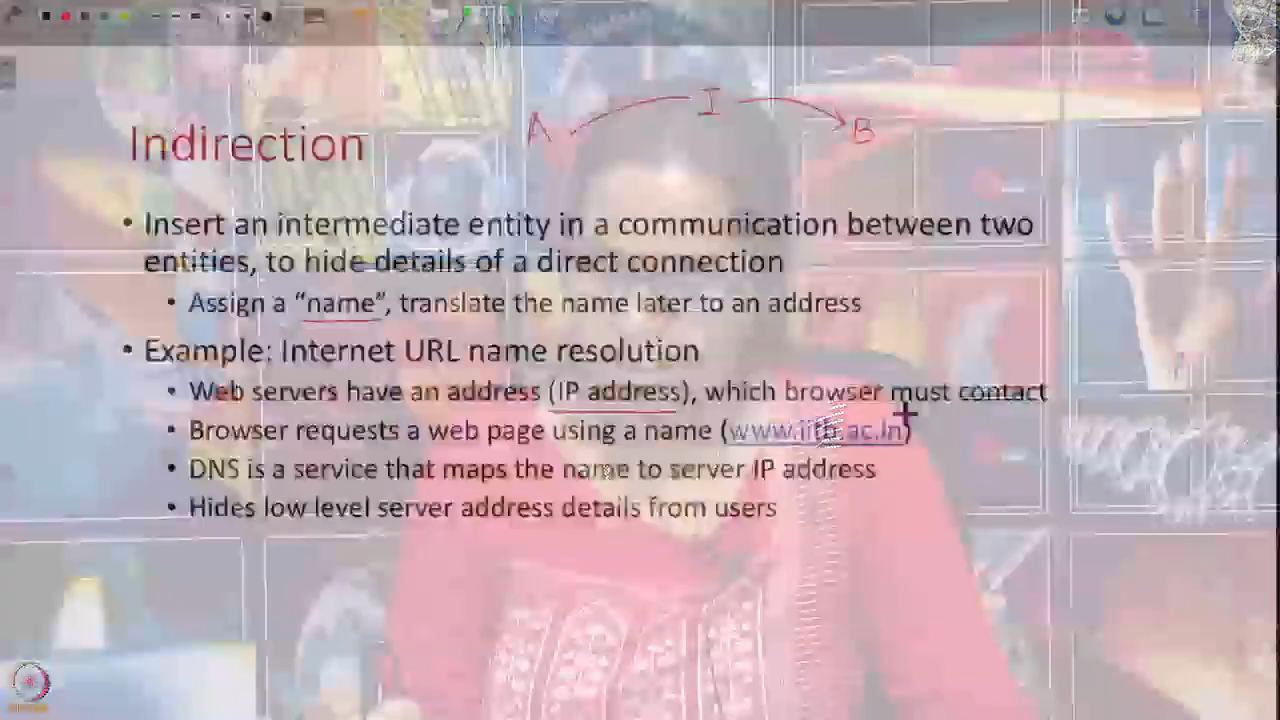 A I B
Indirection
• Insert an intermediate entity in a communication between two
entities, to hide details of a direct connection
• Assign a “name”, translate the name later to an address
• Example: Internet URL name resolution
• Web servers have an address (IP address), which browser must contact
• Browser requests a web page using a name (www.iitb.ac.in)
• DNS is a service that maps the name to server IP address
• Hides low level server address details from users